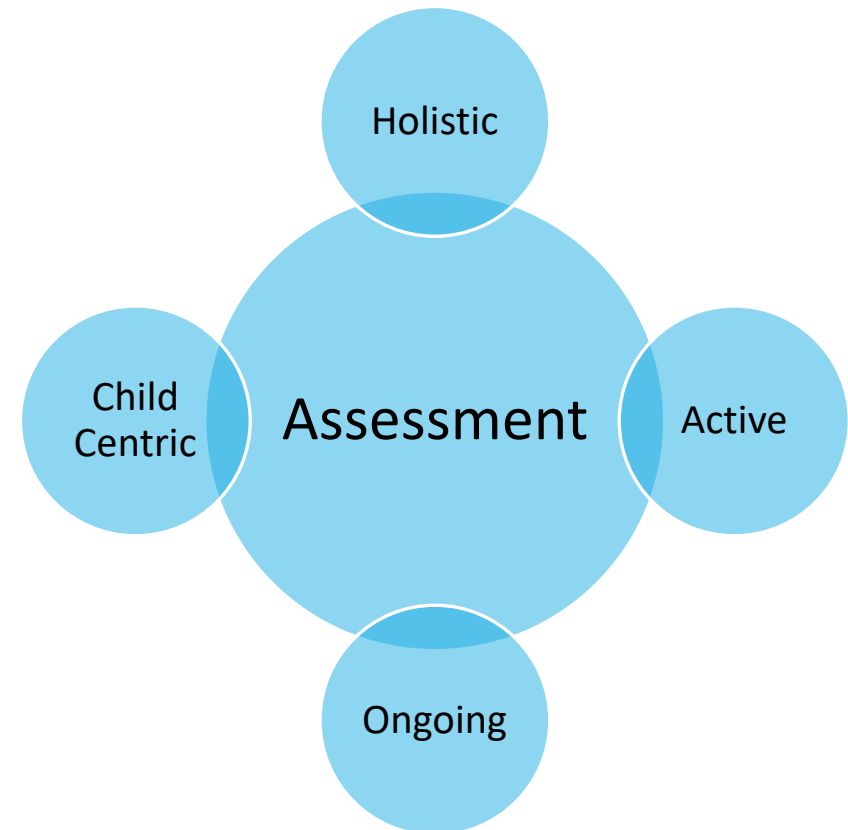 Holistic
Child
Centric
Assessment
Active
Ongoing